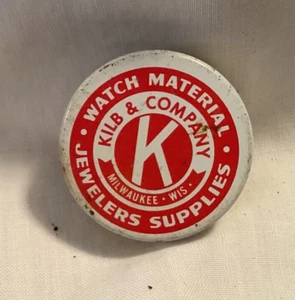 • WATCH MATERIAL •
JEWELERS SUPPLIES
KILB & COMPANY
K
MILWAUKEE • WIS.